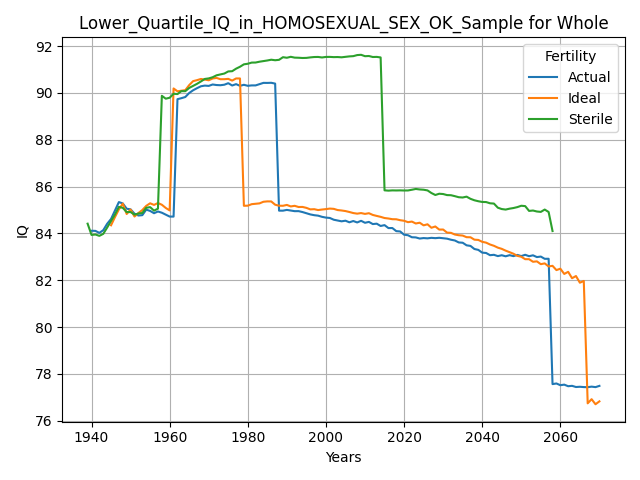 Lower_Quartile_IQ_in_HOMOSEXUAL_SEX_OK_Sample for Whole
Fertility
Actual
Ideal
Sterile
IQ
92
90
88
86
84
82
80
78
76
1940 1960 1980 2000 2020 2040 2060
Years